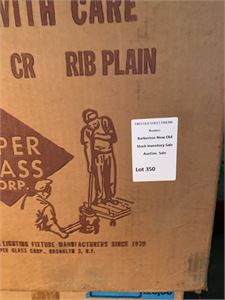 WITH CARE
CR RIB PLAIN
Barberton New Old
Stock Inventory Sale
Auction Sale
Lot 350
PER
ASS
CORP.
LIGHTING FIXTURE MANUFACTURERS SINCE 1939
PER GLASS CORP., BROOKLYN 3, N.Y.